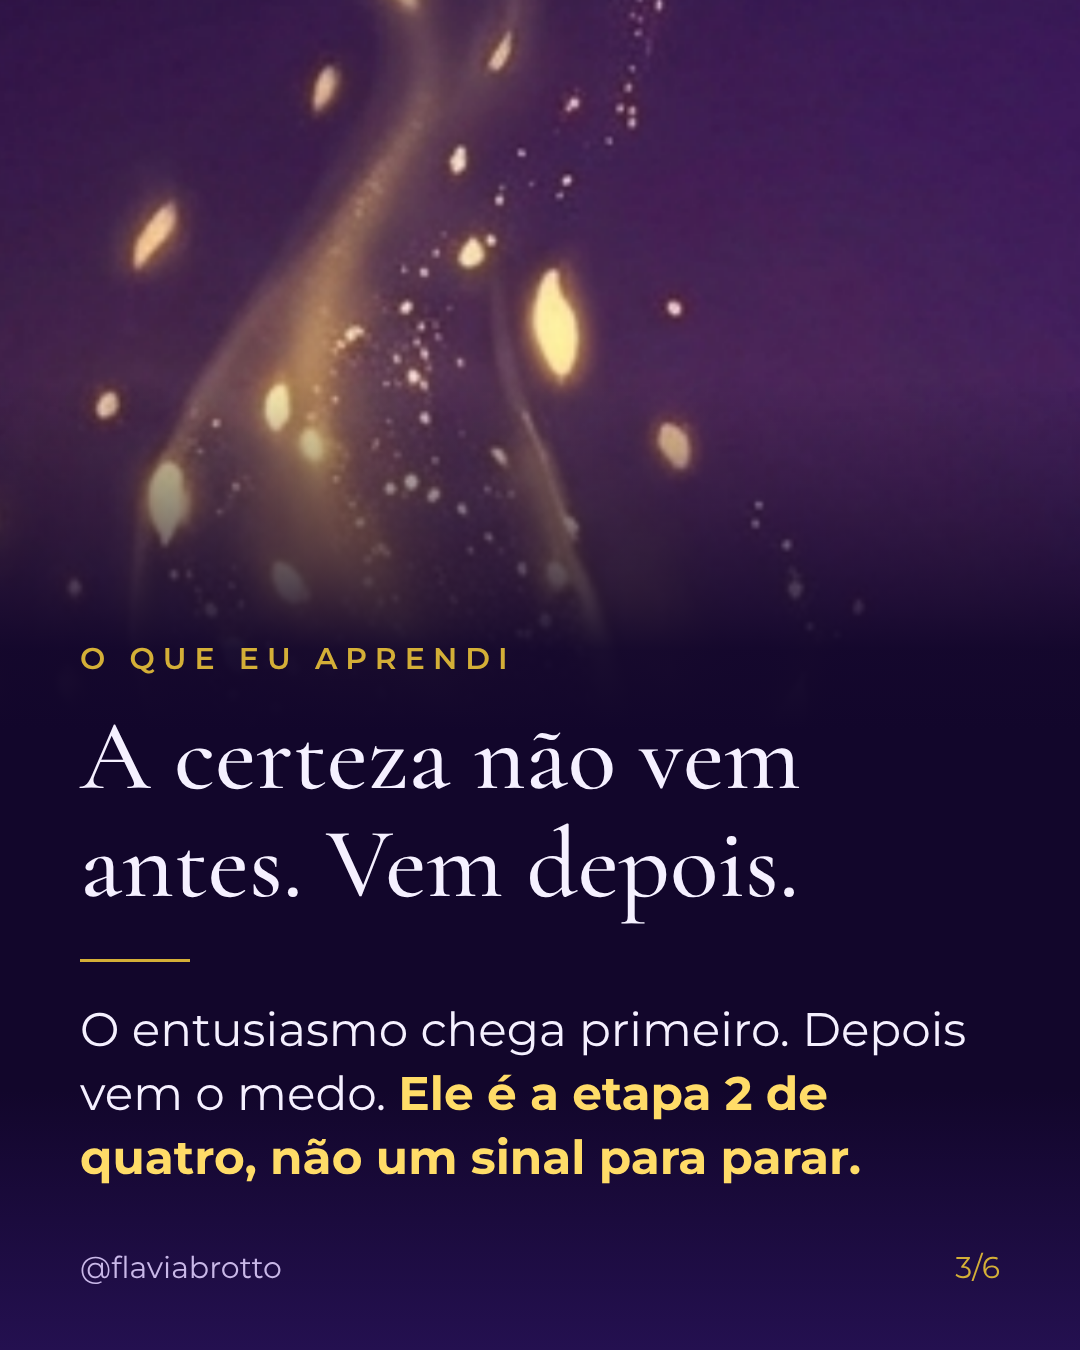 O QUE EU APRENDI
A certeza não vem
antes. Vem depois.
O entusiasmo chega primeiro. Depois
vem o medo. Ele é a etapa 2 de
quatro, não um sinal para parar.
@flaviabrotto
3/6